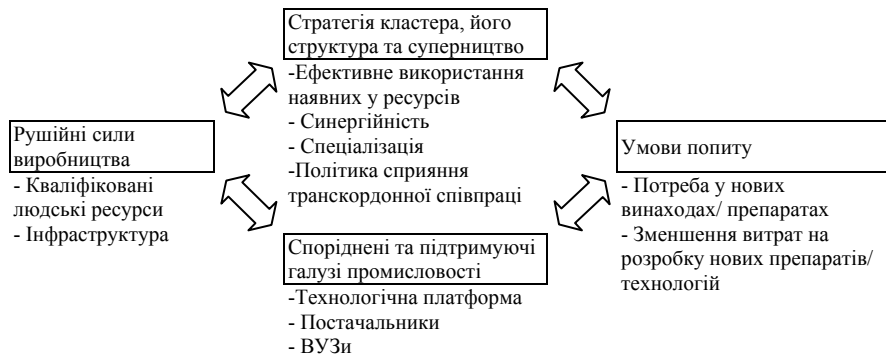 Стратегія кластера, його
структура та суперництво
-Ефективне використання
наявних у ресурсів
- Синергійність
- Спеціалізація
-Політика сприяння
транскордонної співпраці
Рушійні сили
виробництва
- Кваліфіковані
людські ресурси
- Інфраструктура
Умови попиту
- Потреба у нових
винаходах/ препаратах
- Зменшення витрат на
розробку нових препаратів/
технологій
Споріднені та підтримуючі
галузі промисловості
-Технологічна платформа
- Постачальники
- ВУЗи